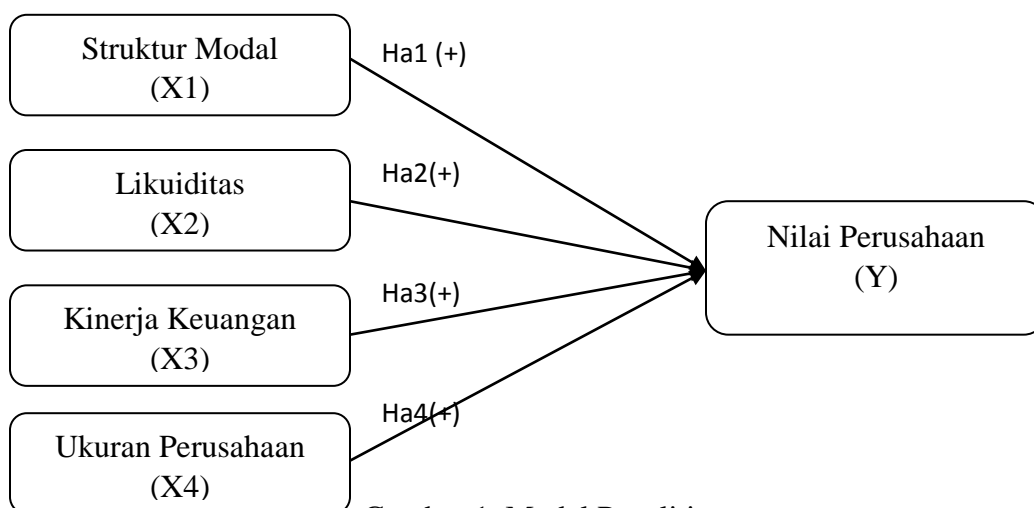 Struktur Modal
(X1)
Ha1 (+)
Likuiditas
(X2)
Ha2(+)
Nilai Perusahaan
(Y)
Kinerja Keuangan
(X3)
Ha3(+)
Ukuran Perusahaan
(X4)
Ha4(+)